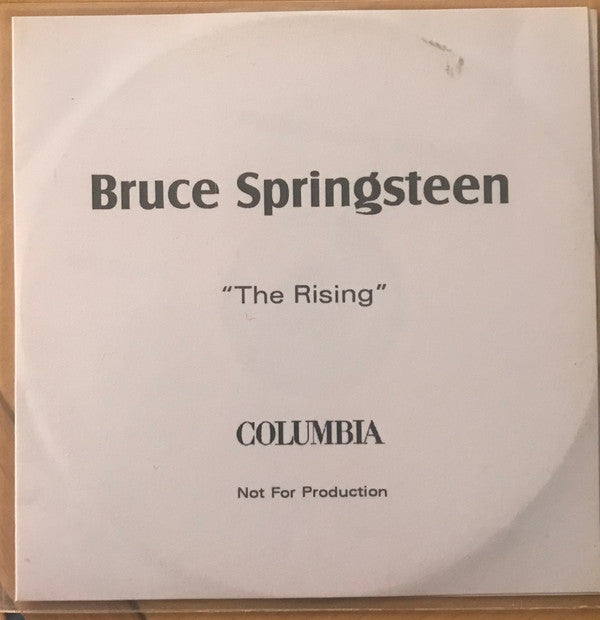 Bruce Springsteen
“The Rising”
COLUMBIA
Not For Production